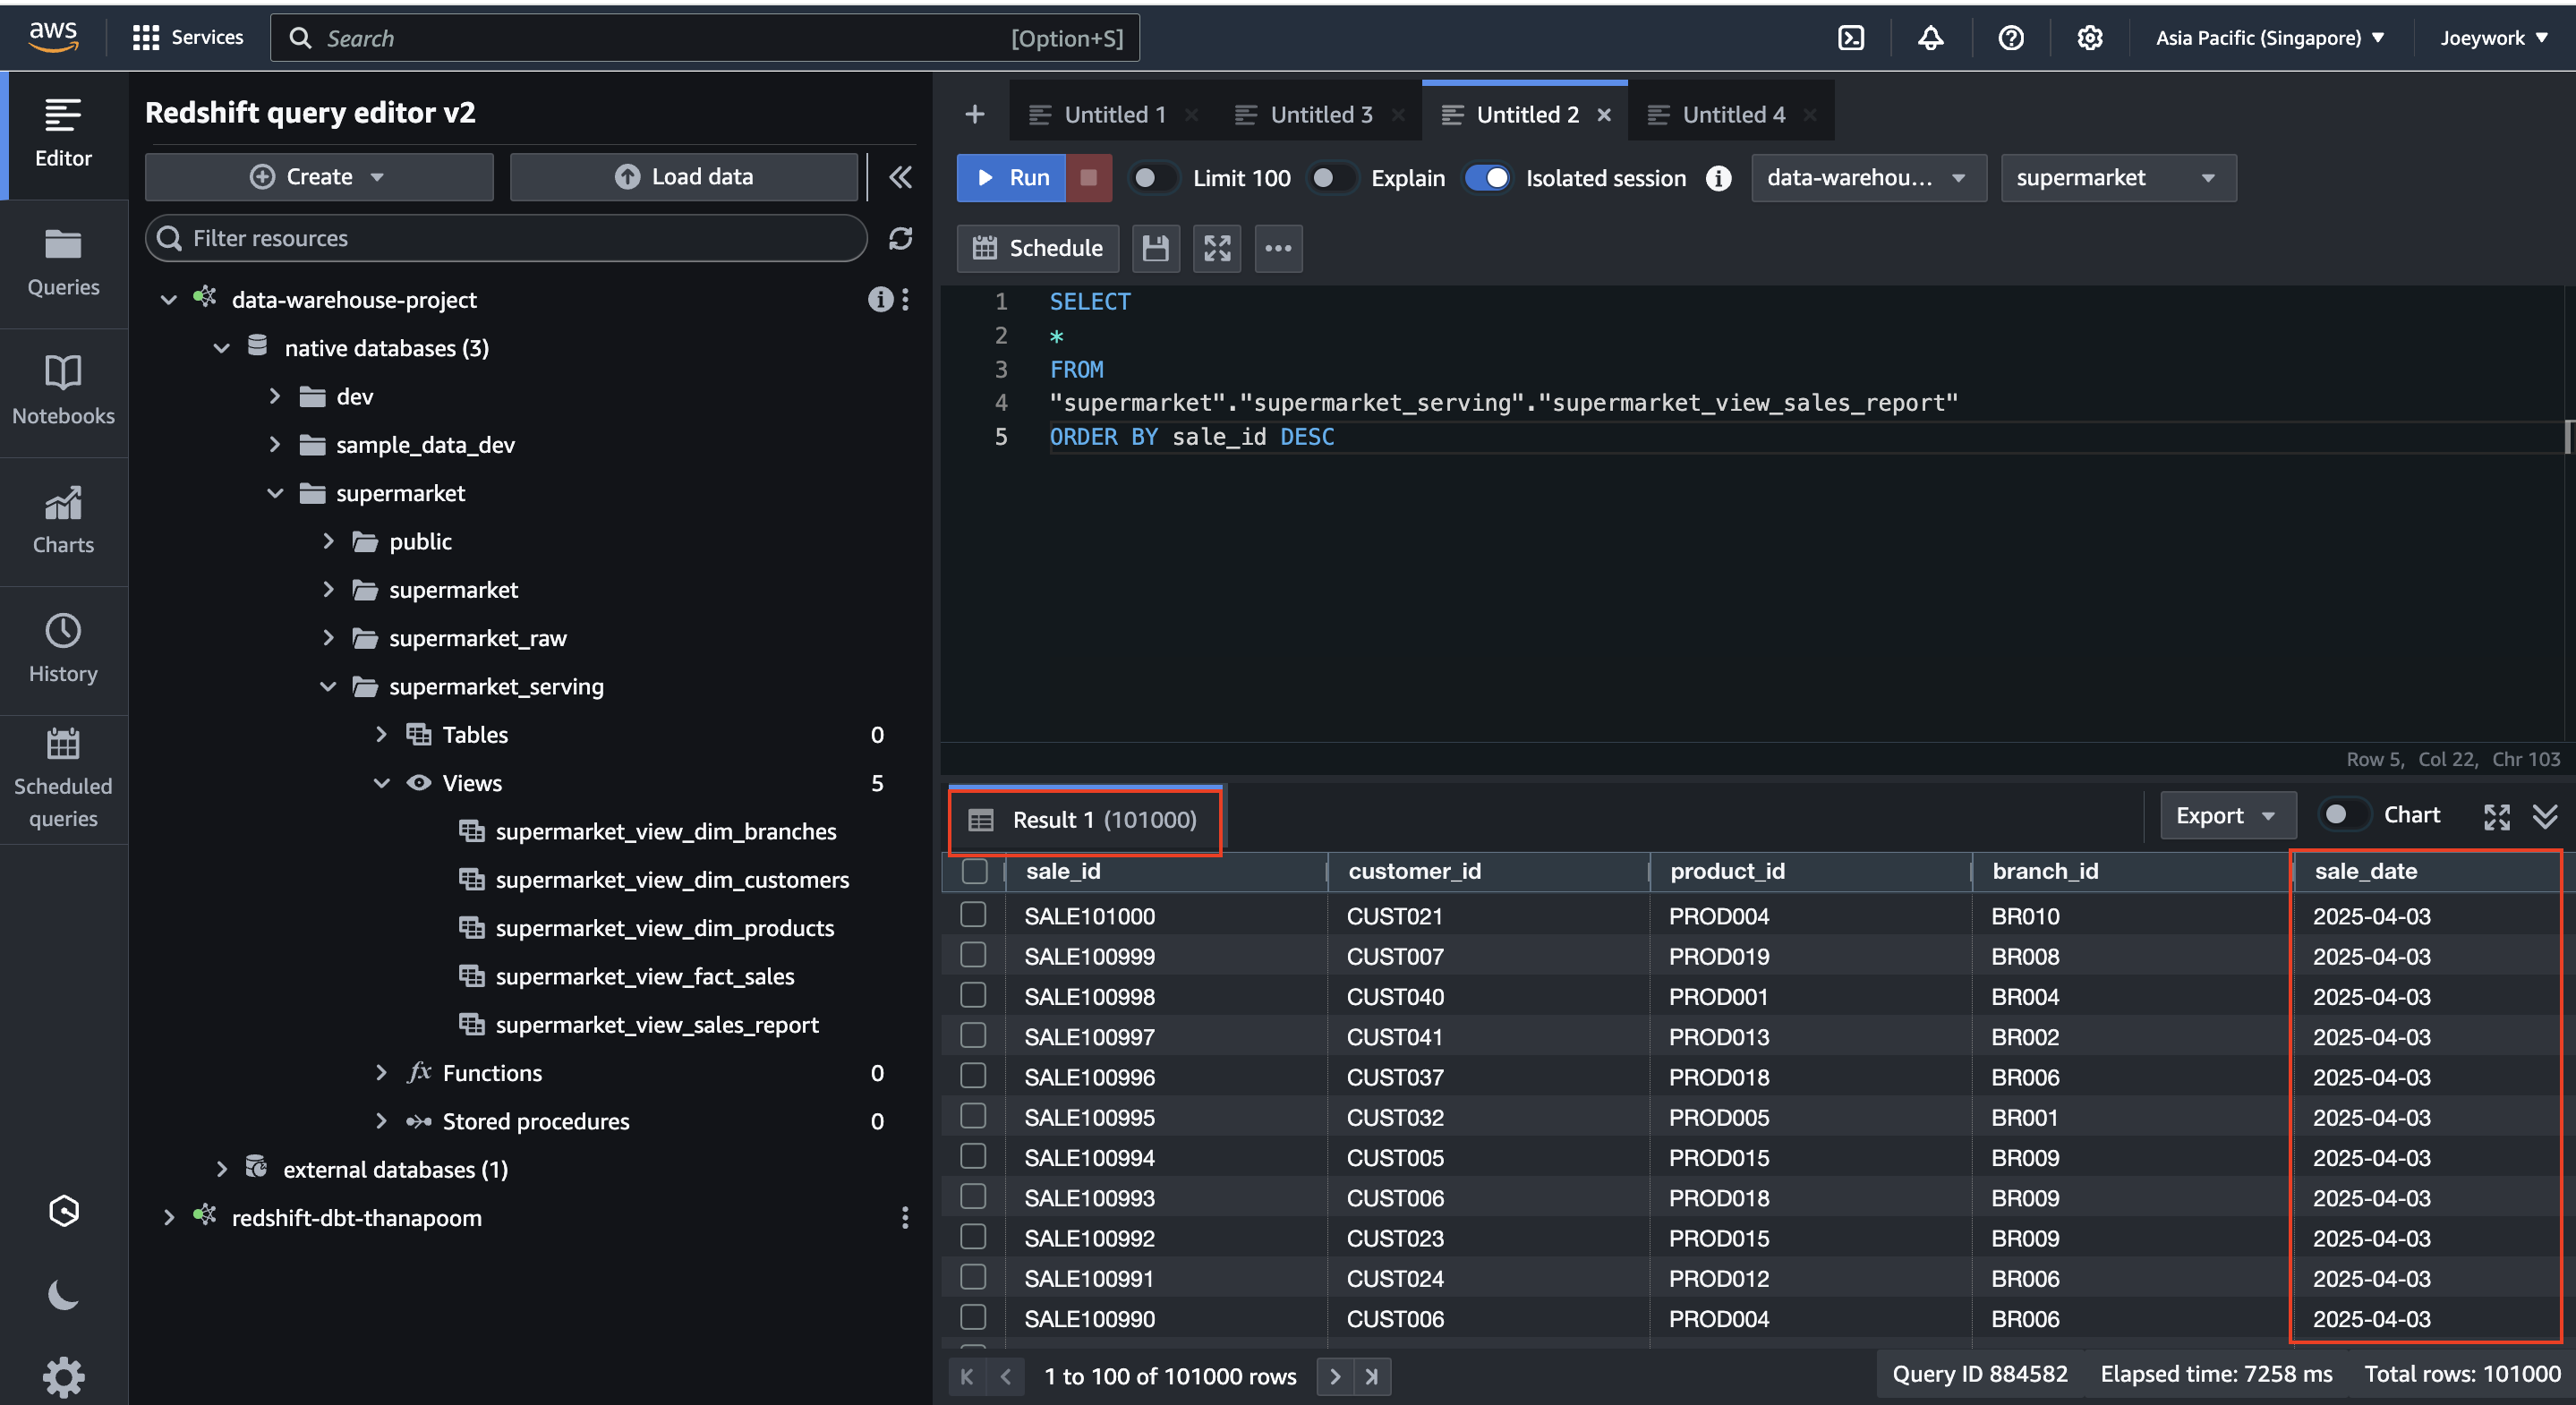 aws
Services
Search
[Option+S]
Asia Pacific (Singapore)
Joeywork
Editor
Queries
Notebooks
Charts
History
Scheduled
queries
Redshift query editor v2
Create
Load data
Filter resources
data-warehouse-project
native databases (3)
dev
sample_data_dev
supermarket
public
supermarket
supermarket_raw
supermarket_serving
Tables 0
Views 5
supermarket_view_dim_branches
supermarket_view_dim_customers
supermarket_view_dim_products
supermarket_view_fact_sales
supermarket_view_sales_report
fx Functions 0
Stored procedures 0
external databases (1)
redshift-dbt-thanapoom
Untitled 1
Untitled 3
Untitled 2
Untitled 4
Run
Limit 100
Explain
Isolated session
data-warehou...
supermarket
Schedule
1 SELECT
2 *
3 FROM
4 "supermarket"."supermarket_serving"."supermarket_view_sales_report"
5 ORDER BY sale_id DESC
Row 5, Col 22, Chr 103
Result 1 (101000)
Export
Chart
sale_id customer_id product_id branch_id sale_date
SALE101000 CUST021 PROD004 BR010 2025-04-03
SALE100999 CUST007 PROD019 BR008 2025-04-03
SALE100998 CUST040 PROD001 BR004 2025-04-03
SALE100997 CUST041 PROD013 BR002 2025-04-03
SALE100996 CUST037 PROD018 BR006 2025-04-03
SALE100995 CUST032 PROD005 BR001 2025-04-03
SALE100994 CUST005 PROD015 BR009 2025-04-03
SALE100993 CUST006 PROD018 BR009 2025-04-03
SALE100992 CUST023 PROD015 BR009 2025-04-03
SALE100991 CUST024 PROD012 BR006 2025-04-03
SALE100990 CUST006 PROD004 BR006 2025-04-03
1 to 100 of 101000 rows
Query ID 884582 Elapsed time: 7258 ms Total rows: 101000